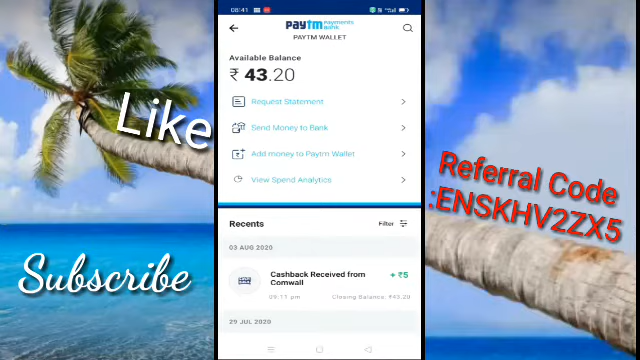 08:41
paytm payments bank
PAYTM WALLET
Available Balance
₹ 43.20
Request Statement
Send Money to Bank
Add money to Paytm Wallet
View Spend Analytics
Recents
Filter
03 AUG 2020
Cashback Received from
Comwall
+ ₹5
09:11 pm
Closing Balance: ₹43.20
29 JUL 2020
Like
Subscribe
Referral Code
:ENSKHV2ZX5